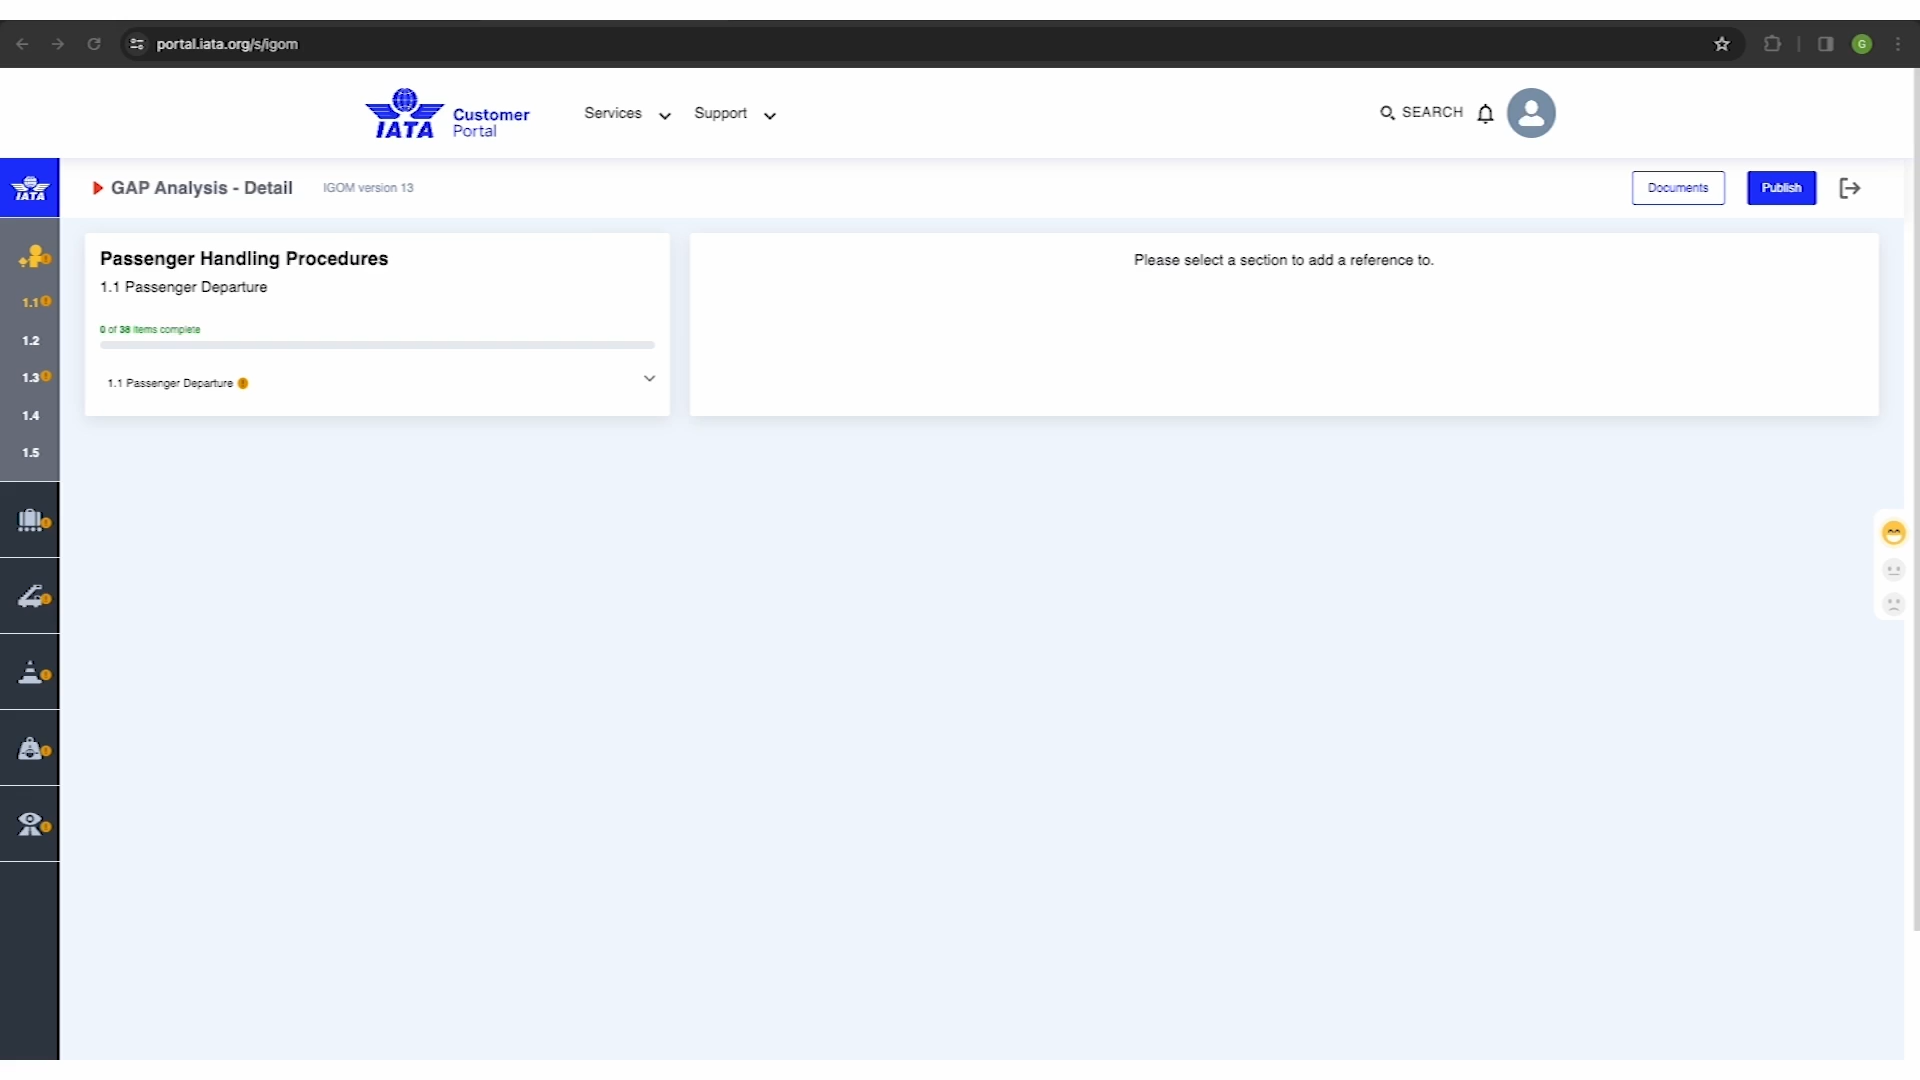 portal.iata.org/s/igom
IATA
Customer
Portal
Services
Support
SEARCH
G
IATA
GAP Analysis - Detail
IGOM version 13
Documents
Publish
Passenger Handling Procedures
1.1 Passenger Departure
0 of 38 items complete
1.1 Passenger Departure
Please select a section to add a reference to.
1.1
1.2
1.3
1.4
1.5